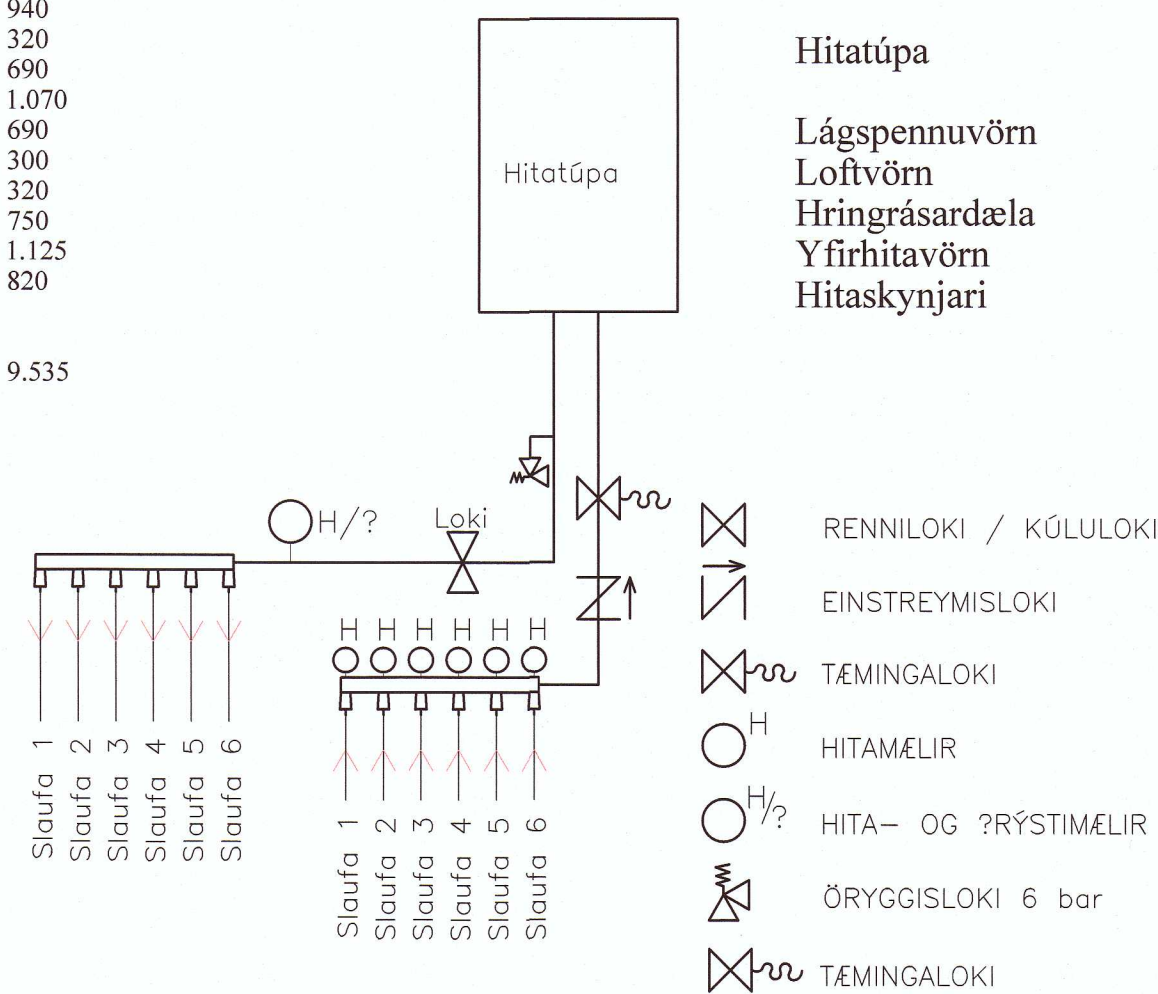 940
320
690
1.070
690
300
320
750
1.125
820
9.535
Hitatúpa
Hitatúpa
Lágspennuvörn
Loftvörn
Hringrásardæla
Yfirhitavörn
Hitaskynjari
H/?
Loki
H H H H H H
Slaufa 1
Slaufa 2
Slaufa 3
Slaufa 4
Slaufa 5
Slaufa 6
Slaufa 1
Slaufa 2
Slaufa 3
Slaufa 4
Slaufa 5
Slaufa 6
RENNILOKI / KÚLULOKI
EINSTREYMISLOKI
TÆMINGALOKI
H HITAMÆLIR
H/? HITA- OG ?RÝSTIMÆLIR
ÖRYGGISLOKI 6 bar
TÆMINGALOKI